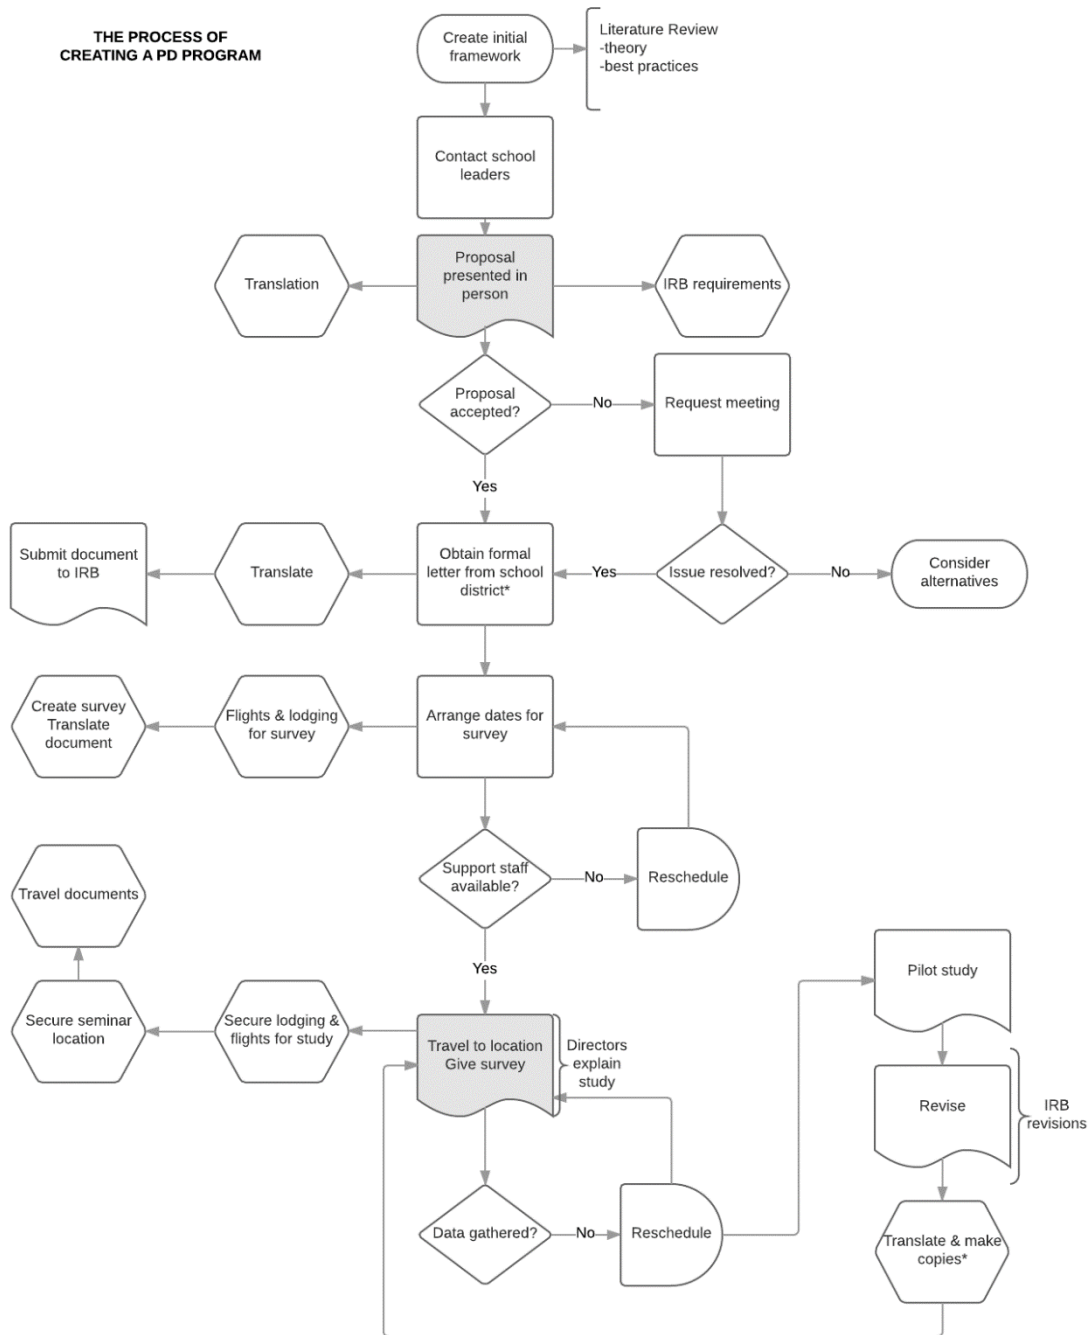 THE PROCESS OF
CREATING A PD PROGRAM
Create initial
framework
Literature Review
-theory
-best practices
Contact school
leaders
Translation
Proposal
presented in
person
IRB requirements
Proposal
accepted?
No
Request meeting
Yes
Submit document
to IRB
Translate
Obtain formal
letter from school
district*
Yes
Issue resolved?
No
Consider
alternatives
Create survey
Translate
document
Flights & lodging
for survey
Arrange dates for
survey
Support staff
available?
No
Reschedule
Travel documents
Yes
Pilot study
Secure seminar
location
Secure lodging &
flights for study
Travel to location
Give survey
Directors
explain
study
Revise
IRB
revisions
Data gathered?
No
Reschedule
Translate & make
copies*